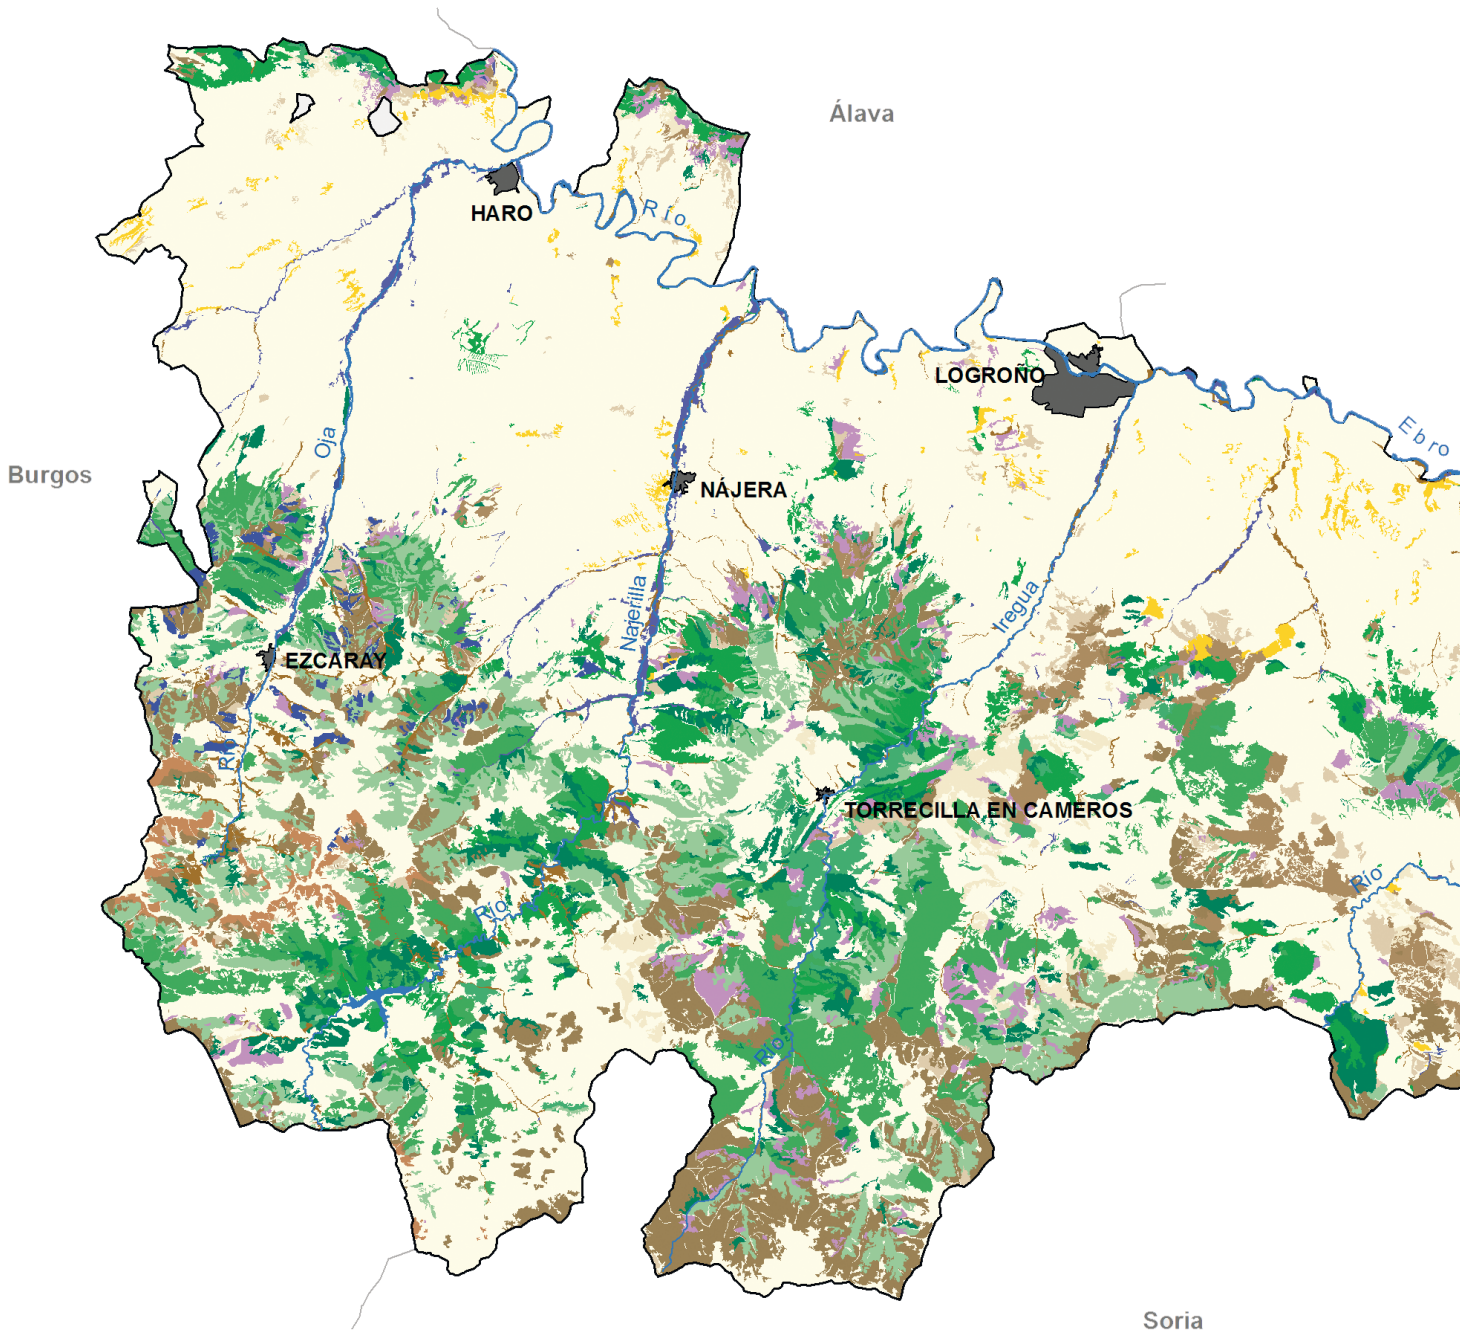 Álava
HARO
Río
LOGROÑO
Ebro
Oja
Burgos
NÁJERA
Najerilla
Iregua
EZCARAY
Río
TORRECILLA EN CAMEROS
Río
Río
Río
Soria